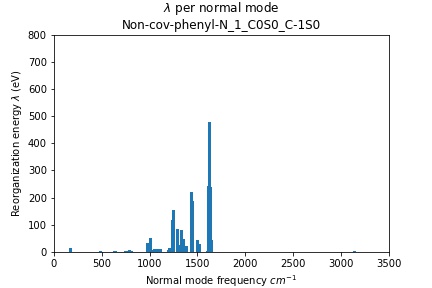 λ per normal mode
Non-cov-phenyl-N_1_C0S0_C-1S0
Reorganization energy λ (eV)
800
700
600
500
400
300
200
100
0
0 500 1000 1500 2000 2500 3000 3500
Normal mode frequency cm⁻¹